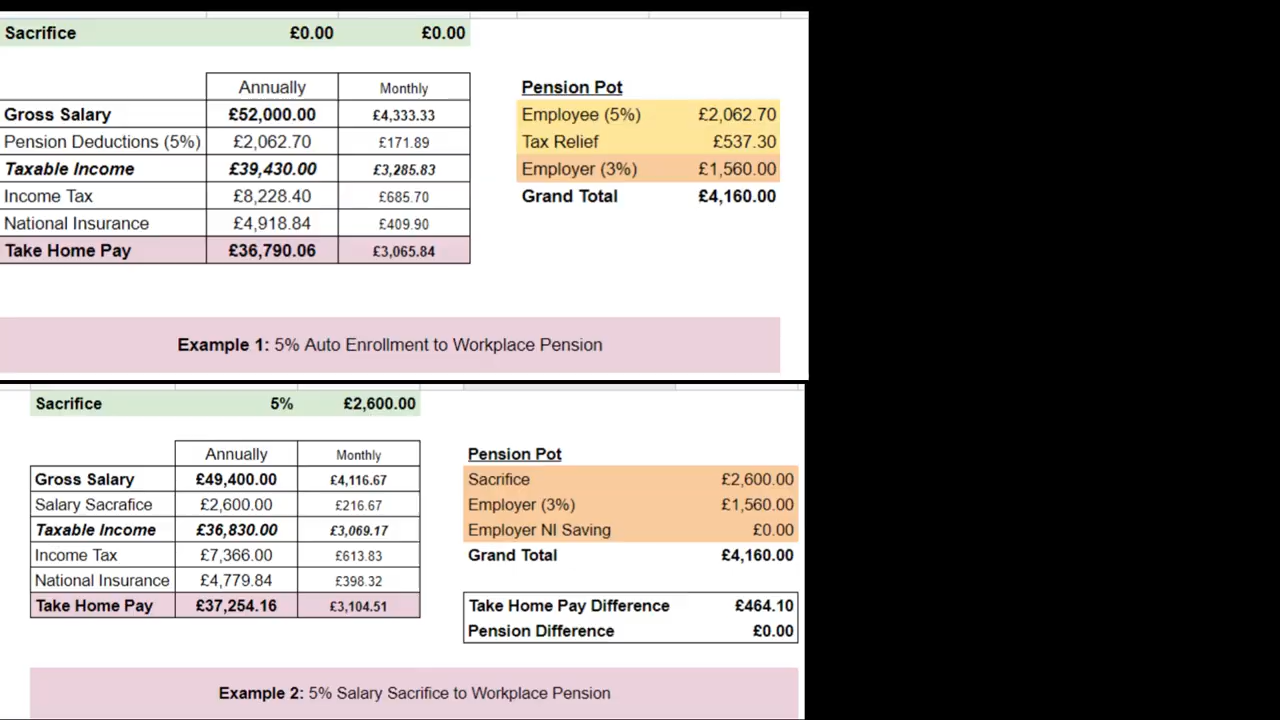 Sacrifice £0.00 £0.00
Annually Monthly
Gross Salary £52,000.00 £4,333.33
Pension Deductions (5%) £2,062.70 £171.89
Taxable Income £39,430.00 £3,285.83
Income Tax £8,228.40 £685.70
National Insurance £4,918.84 £409.90
Take Home Pay £36,790.06 £3,065.84
Pension Pot
Employee (5%) £2,062.70
Tax Relief £537.30
Employer (3%) £1,560.00
Grand Total £4,160.00
Example 1: 5% Auto Enrollment to Workplace Pension
Sacrifice 5% £2,600.00
Annually Monthly
Gross Salary £49,400.00 £4,116.67
Salary Sacrafice £2,600.00 £216.67
Taxable Income £36,830.00 £3,069.17
Income Tax £7,366.00 £613.83
National Insurance £4,779.84 £398.32
Take Home Pay £37,254.16 £3,104.51
Pension Pot
Sacrifice £2,600.00
Employer (3%) £1,560.00
Employer NI Saving £0.00
Grand Total £4,160.00
Take Home Pay Difference £464.10
Pension Difference £0.00
Example 2: 5% Salary Sacrifice to Workplace Pension